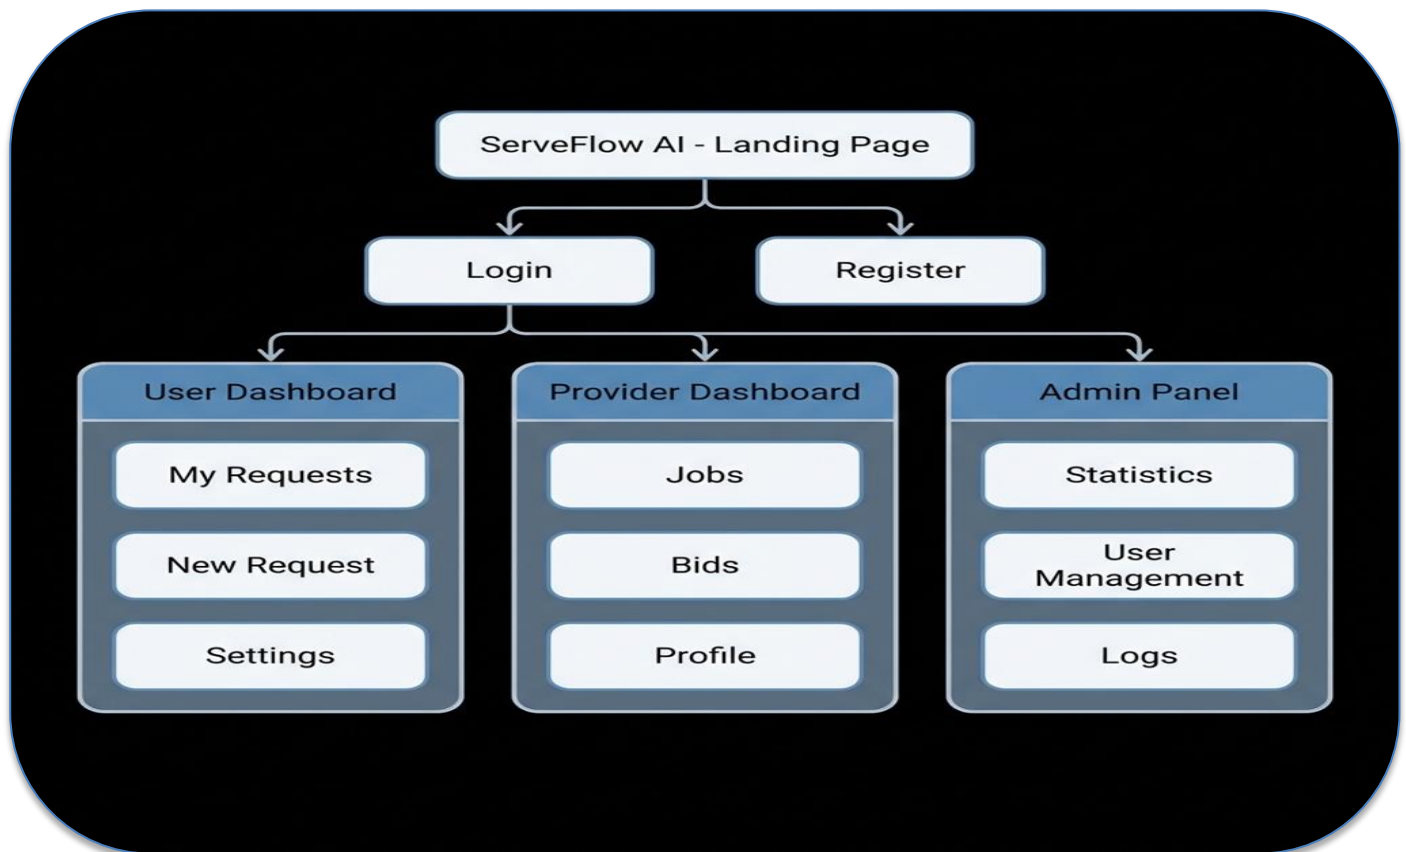 ServeFlow AI - Landing Page
Login
Register
User Dashboard
My Requests
New Request
Settings
Provider Dashboard
Jobs
Bids
Profile
Admin Panel
Statistics
User
Management
Logs